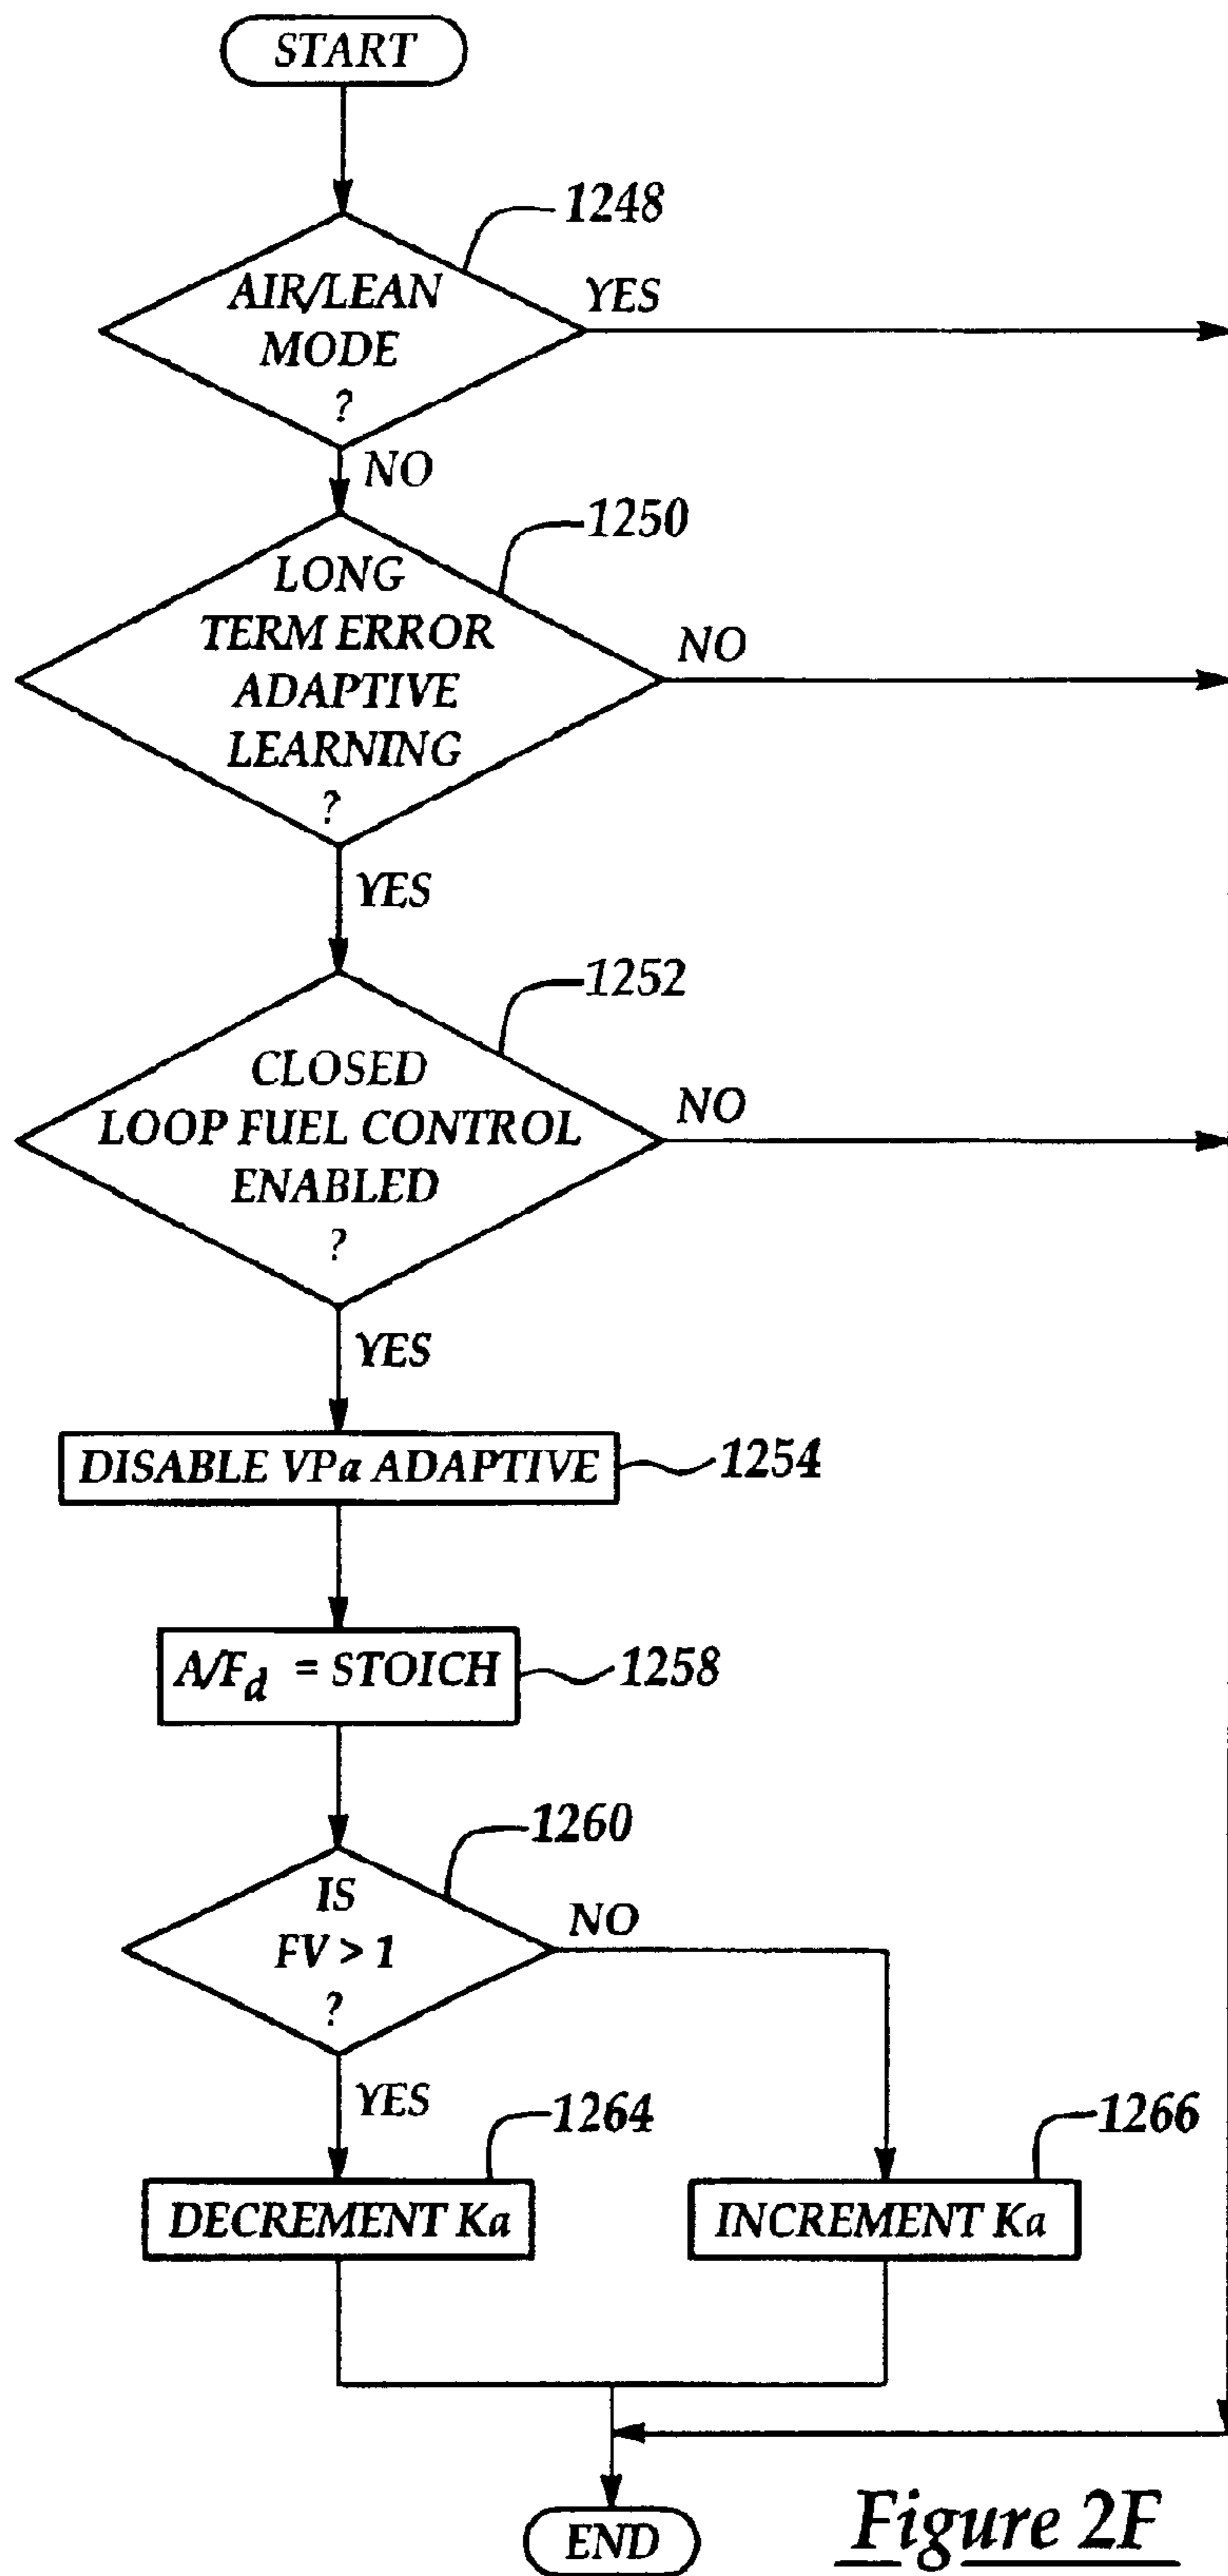 START
1248
AIR/LEAN
MODE
?
YES
NO
1250
LONG
TERM ERROR
ADAPTIVE
LEARNING
?
NO
YES
1252
CLOSED
LOOP FUEL CONTROL
ENABLED
?
NO
YES
DISABLE VPa ADAPTIVE
1254
A/Fd = STOICH
1258
1260
IS
FV > 1
?
NO
YES
1264
1266
DECREMENT Ka
INCREMENT Ka
END
Figure 2F